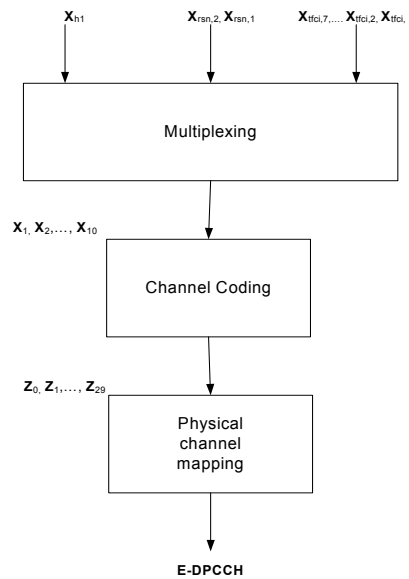 Xh1
Xrsn,2, Xrsn,1
Xtfci,7,.... Xtfci,2, Xtfci,
Multiplexing
X1, X2,..., X10
Channel Coding
Z0, Z1,..., Z29
Physical
channel
mapping
E-DPCCH